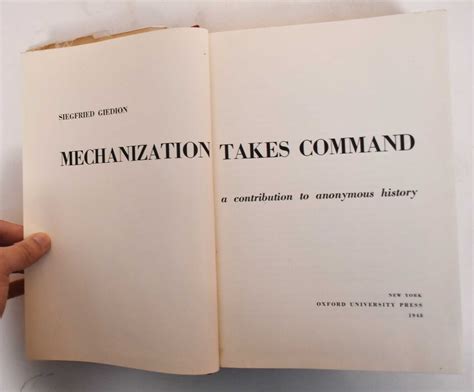 SIEGFRIED GIEDION
MECHANIZATION TAKES COMMAND
a contribution to anonymous history
NEW YORK
OXFORD UNIVERSITY PRESS
1948